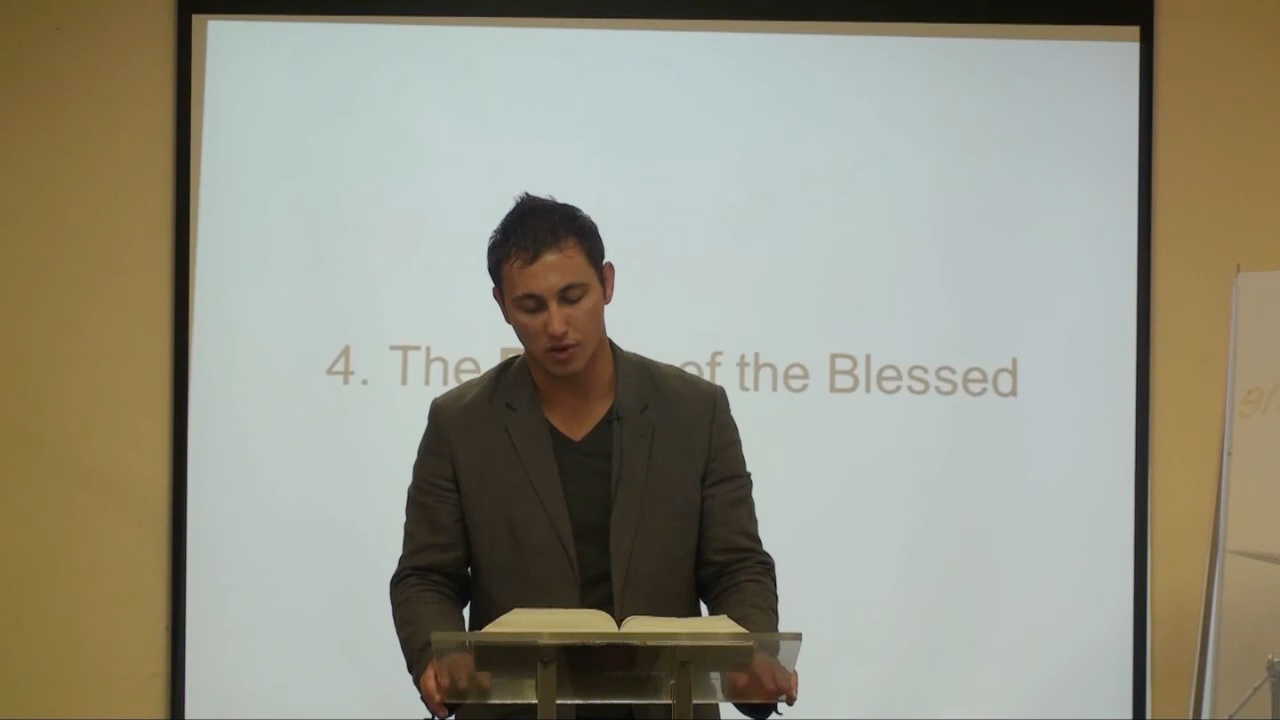 4. The of the Blessed